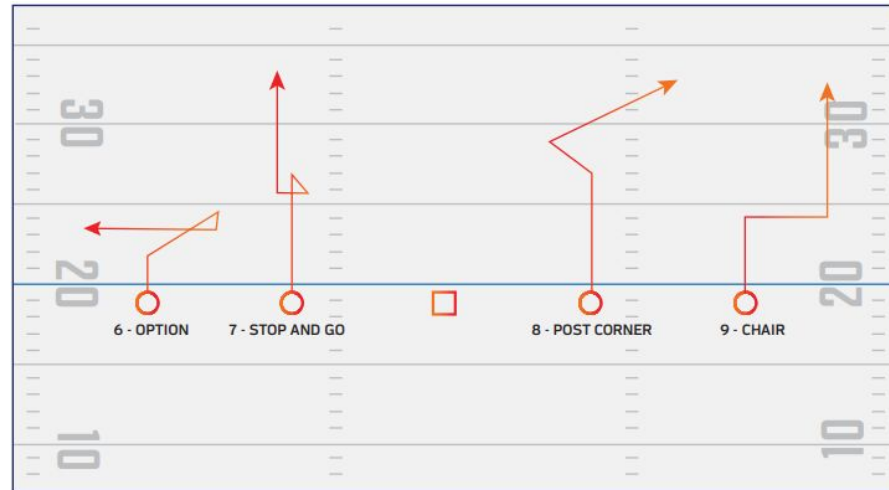 30
30
20
20
6 - OPTION
7 - STOP AND GO
8 - POST CORNER
9 - CHAIR
10
10